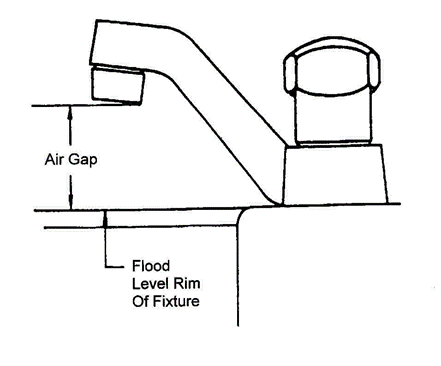 Air Gap
Flood
Level Rim
Of Fixture